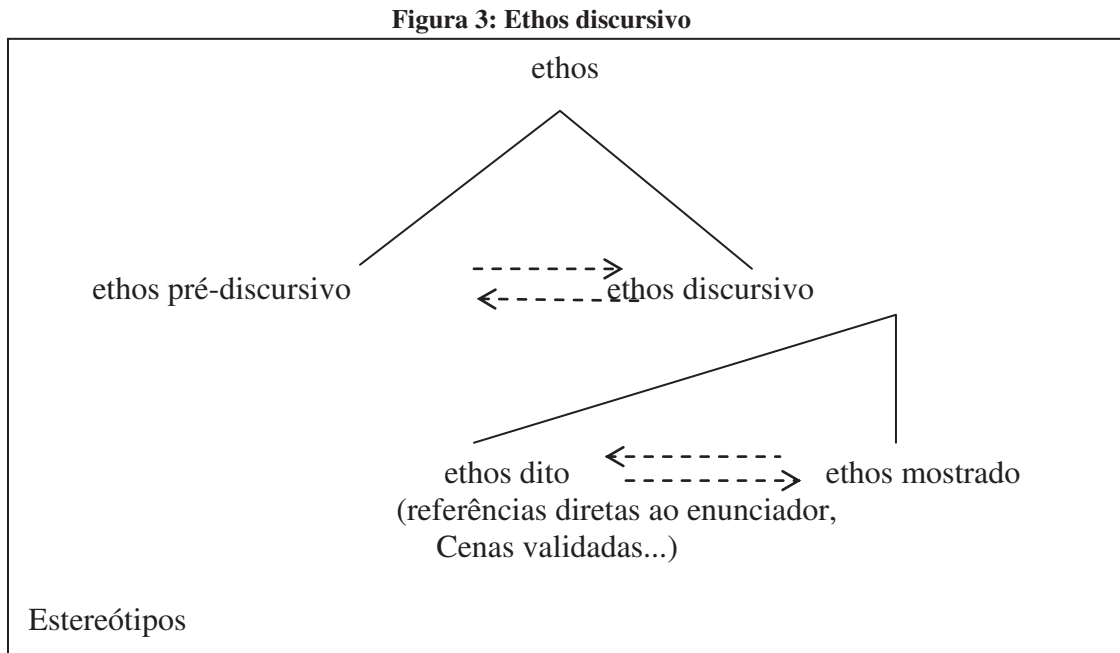 Figura 3: Ethos discursivo
ethos
ethos pré-discursivo ethos discursivo
ethos dito ethos mostrado
(referências diretas ao enunciador,
Cenas validadas...)
Estereótipos